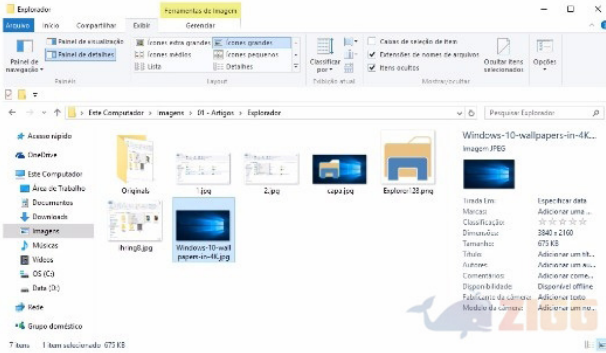 Explorador
Ferramentas de Imagem
Arquivo Início Compartilhar Exibir Gerenciar
Painel de navegação
Painel de visualização
Painel de detalhes
Painéis
Ícones extra grandes Ícones grandes
Ícones médios Ícones pequenos
Lista Detalhes
Layout
Classificar por
Exibição atual
Caixas de seleção de item
Extensões de nomes de arquivos
Itens ocultos
Ocultar itens selecionados
Mostrar/ocultar
Opções
Este Computador > Imagens > 01 - Artigos > Explorador
Pesquisar Explorador
Acesso rápido
OneDrive
Este Computador
Área de Trabalho
Documentos
Downloads
Imagens
Músicas
Vídeos
OS (C:)
Data (D:)
Rede
Grupo doméstico
Originals
1.jpg
2.jpg
capa.jpg
Explorer128.png
Windows-10-wall
papers-in-4K.jpg
Windows-10-wallpapers-in-4K...
Imagem JPEG
Tirada Em: Especificar data
Marcas: Adicionar uma ...
Classificação:
Dimensões: 3840 x 2160
Tamanho: 675 KB
Título: Adicionar um tít...
Autores: Adicionar um au...
Comentários: Adicionar come...
Disponibilidade: Disponível offline
Fabricante da câmera: Adicionar texto
Modelo da câmera: Adicionar um no...
ZIGG
7 itens 1 item selecionado 675 KB